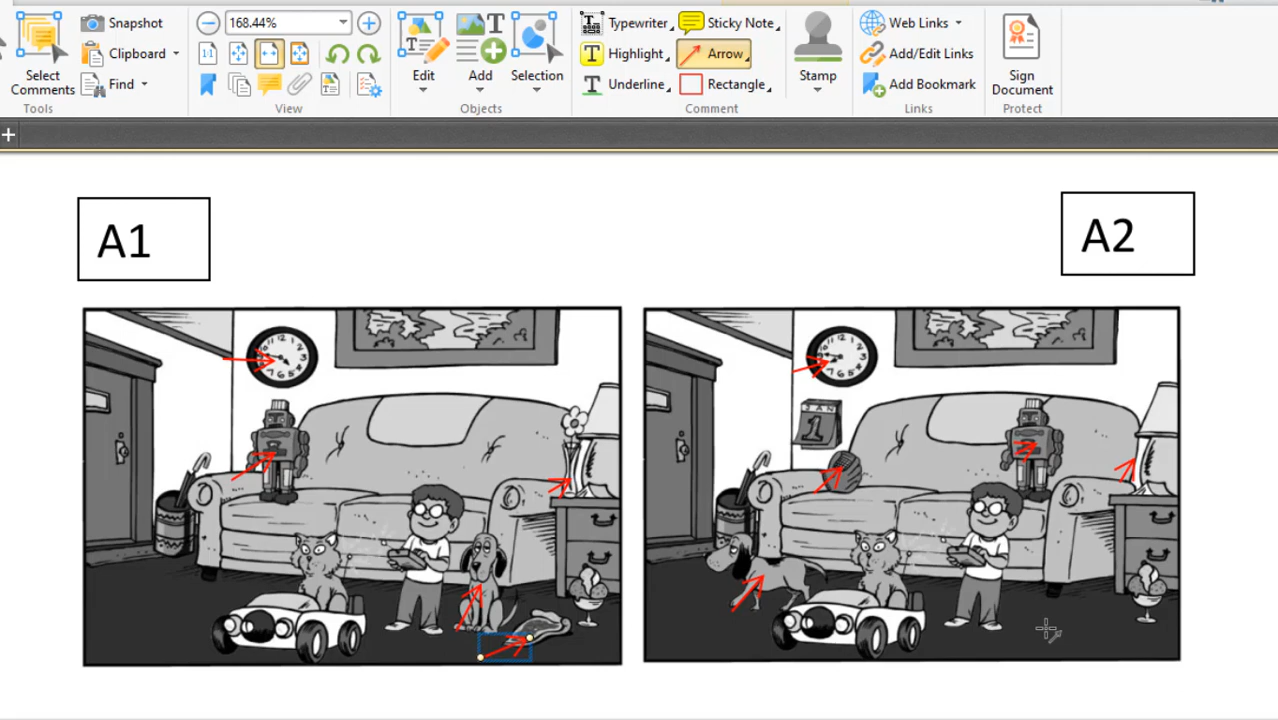 Select
Comments
Tools
Snapshot
Clipboard
Find
168.44%
View
Edit
Add
Selection
Objects
Typewriter
Sticky Note
Highlight
Arrow
Underline
Rectangle
Comment
Stamp
Web Links
Add/Edit Links
Add Bookmark
Links
Sign
Document
Protect
A1
A2
JAN
1